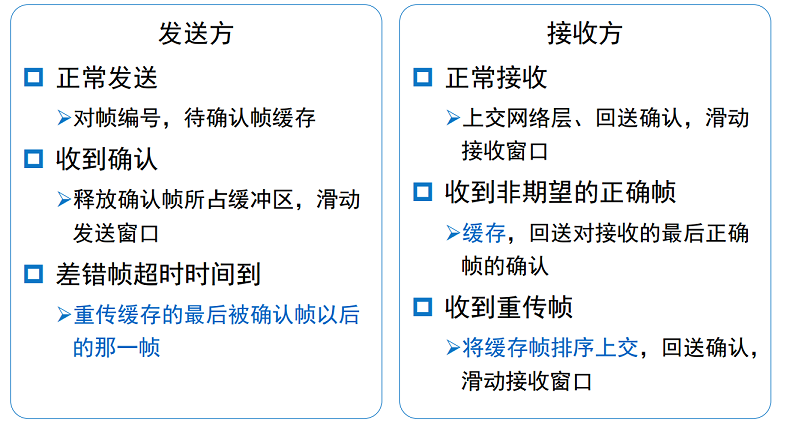 发送方
正常发送
对帧编号，待确认帧缓存
收到确认
释放确认帧所占缓冲区，滑动
发送窗口
差错帧超时时间到
重传缓存的最后被确认帧以后
的那一帧
接收方
正常接收
上交网络层、回送确认，滑动
接收窗口
收到非期望的正确帧
缓存，回送对接收的最后正确
帧的确认
收到重传帧
将缓存帧排序上交，回送确认，
滑动接收窗口